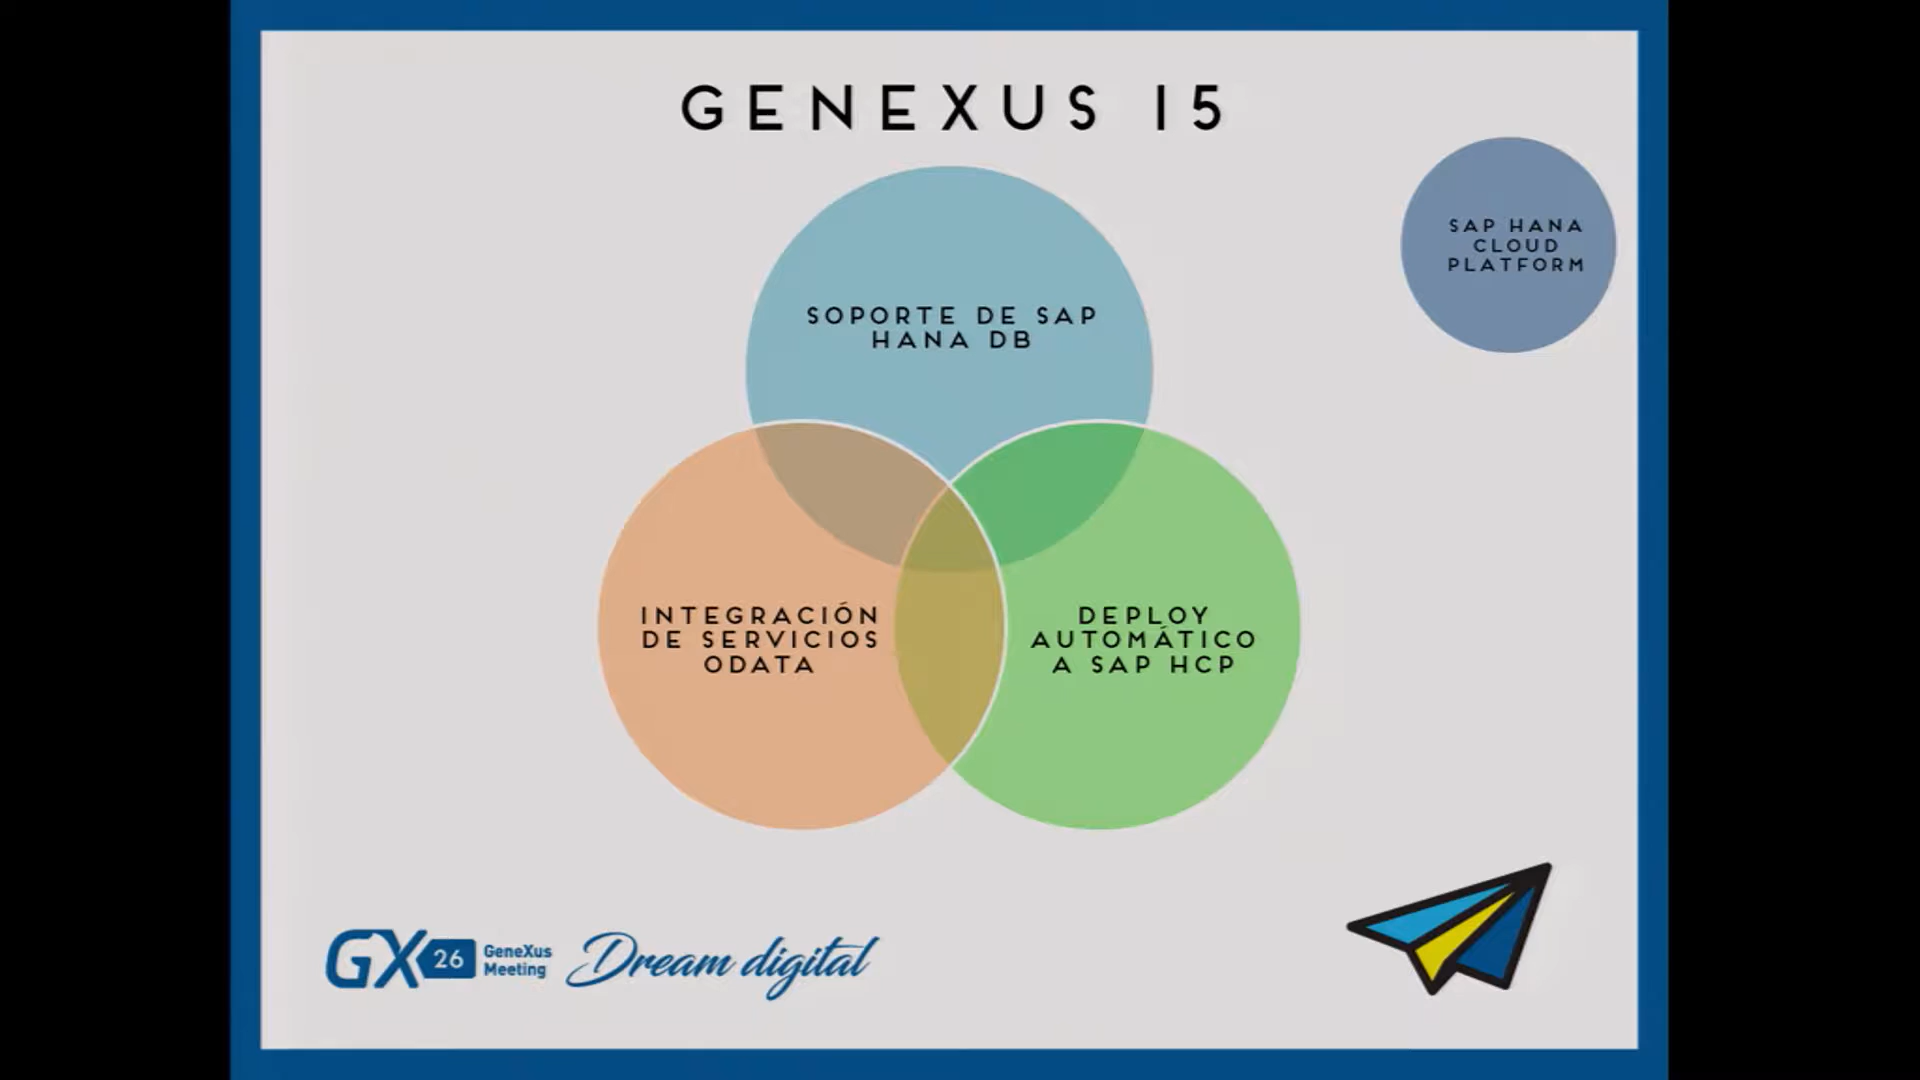 GENEXUS 15
SAP HANA
CLOUD
PLATFORM
SOPORTE DE SAP
HANA DB
INTEGRACIÓN
DE SERVICIOS
ODATA
DEPLOY
AUTOMÁTICO
A SAP HCP
GX 26 GeneXus
Meeting
Dream digital